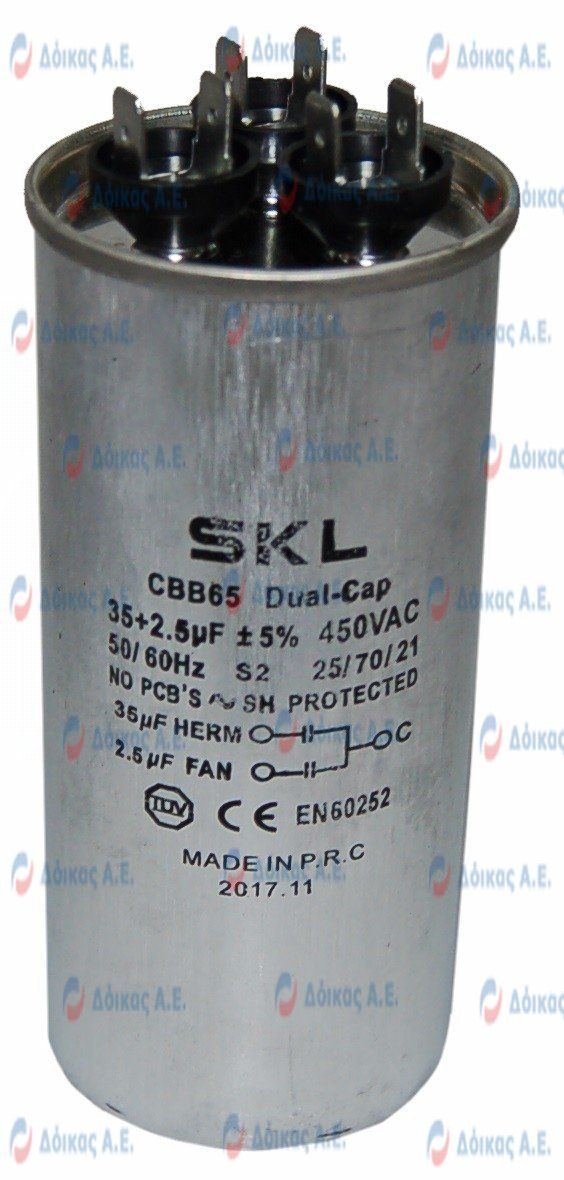 SKL
CBB65 Dual-Cap
35+2.5µF ±5% 450VAC
50/60Hz S2 25/70/21
NO PCB'S ~ SH PROTECTED
35µF HERM
C
2.5µF FAN
TÜV CE EN60252
MADE IN P.R.C
2017.11
Δόικας Α.Ε.